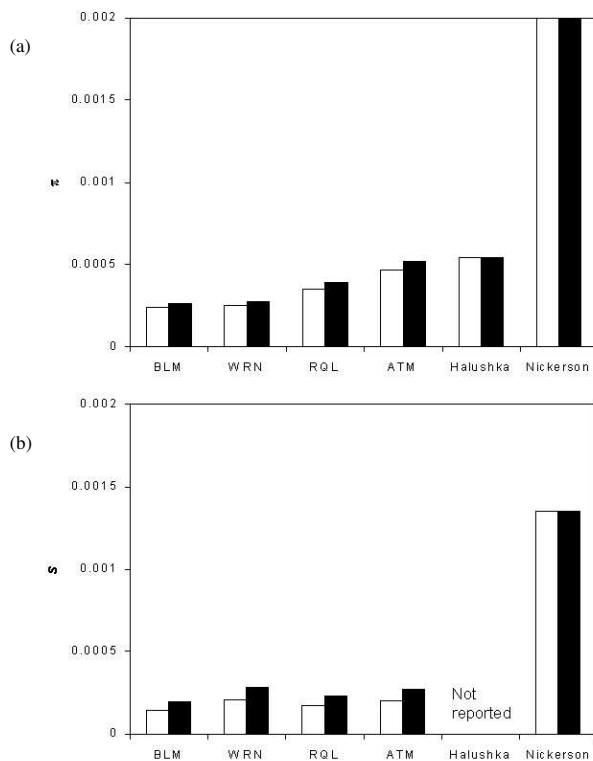 (a)
0.002
0.0015
0.001
π
0.0005
0
BLM WRN RQL ATM Halushka Nickerson
(b)
0.002
0.0015
0.001
s
0.0005
0
Not
reported
BLM WRN RQL ATM Halushka Nickerson